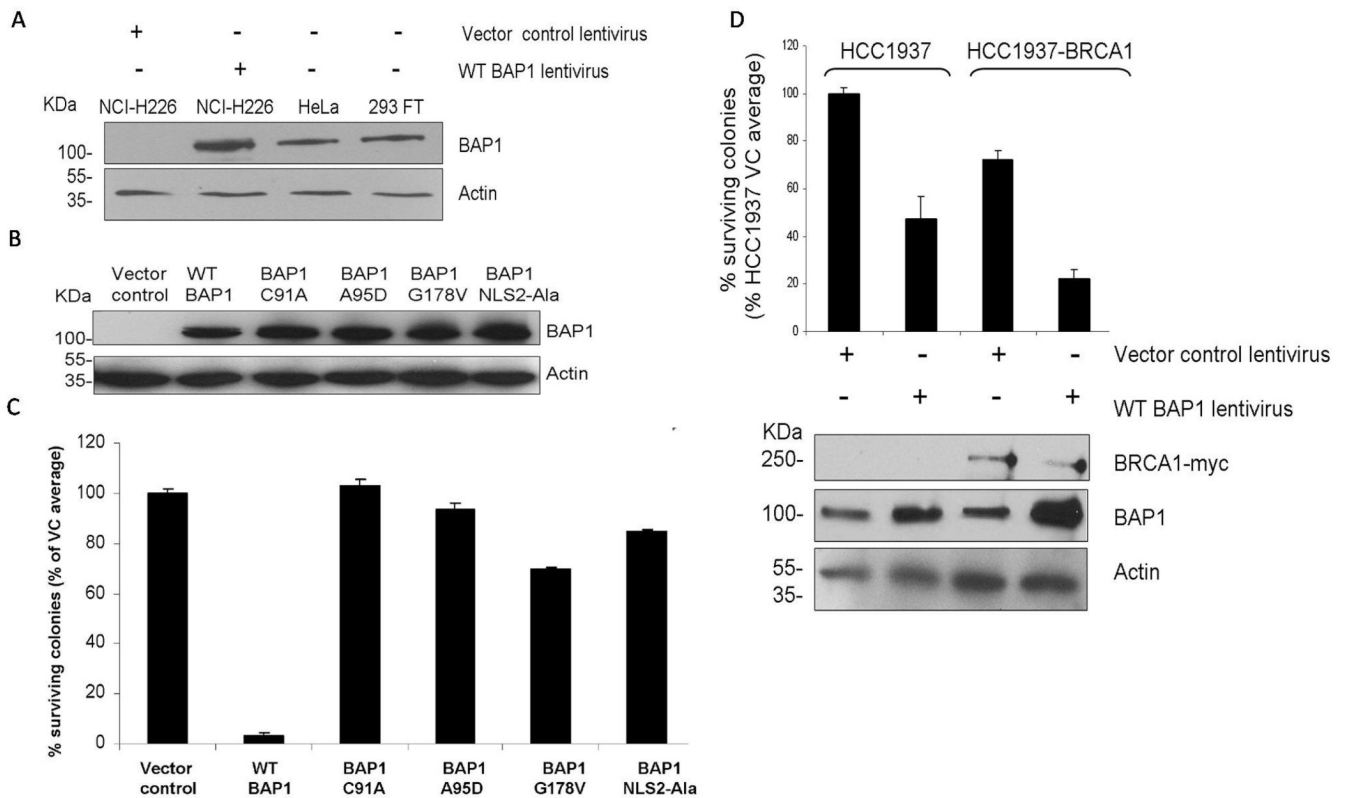 A
+ - - - Vector control lentivirus
- + - - WT BAP1 lentivirus
KDa NCI-H226 NCI-H226 HeLa 293 FT
100- BAP1
55-
35- Actin
B
Vector WT BAP1 BAP1 BAP1 BAP1
KDa control BAP1 C91A A95D G178V NLS2-Ala
100- BAP1
55-
35- Actin
C
% surviving colonies (% of VC average)
120
100
80
60
40
20
0
Vector WT BAP1 BAP1 BAP1 BAP1
control BAP1 C91A A95D G178V NLS2-Ala
D
HCC1937 HCC1937-BRCA1
% surviving colonies
(% HCC1937 VC average)
120
100
80
60
40
20
0
+ - + - Vector control lentivirus
- + - + WT BAP1 lentivirus
KDa
250- BRCA1-myc
100- BAP1
55- Actin
35-